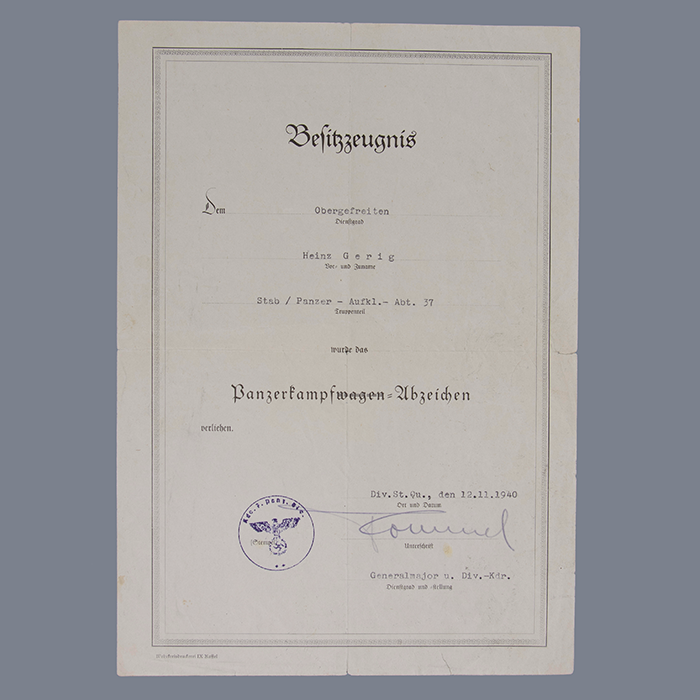 Besitzzeugnis
Dem
Obergefreiten
Dienstgrad
Heinz Gerig
Vor- und Zuname
Stab / Panzer - Aufkl.- Abt. 37
Truppenteil
wurde das
Panzerkampfwagen-Abzeichen
verliehen.
Div.St.Qu., den 12.11.1940
Ort und Datum
Rommel
Unterschrift
Generalmajor u. Div.-Kdr.
Dienstgrad und -stellung